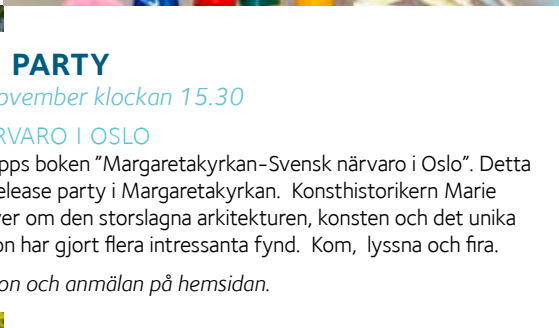 PARTY
ovember klockan 15.30
RVARO I OSLO
pps boken ”Margaretakyrkan-Svensk närvaro i Oslo”. Detta
elease party i Margaretakyrkan. Konsthistorikern Marie
ver om den storslagna arkitekturen, konsten och det unika
on har gjort flera intressanta fynd. Kom, lyssna och fira.
on och anmälan på hemsidan.